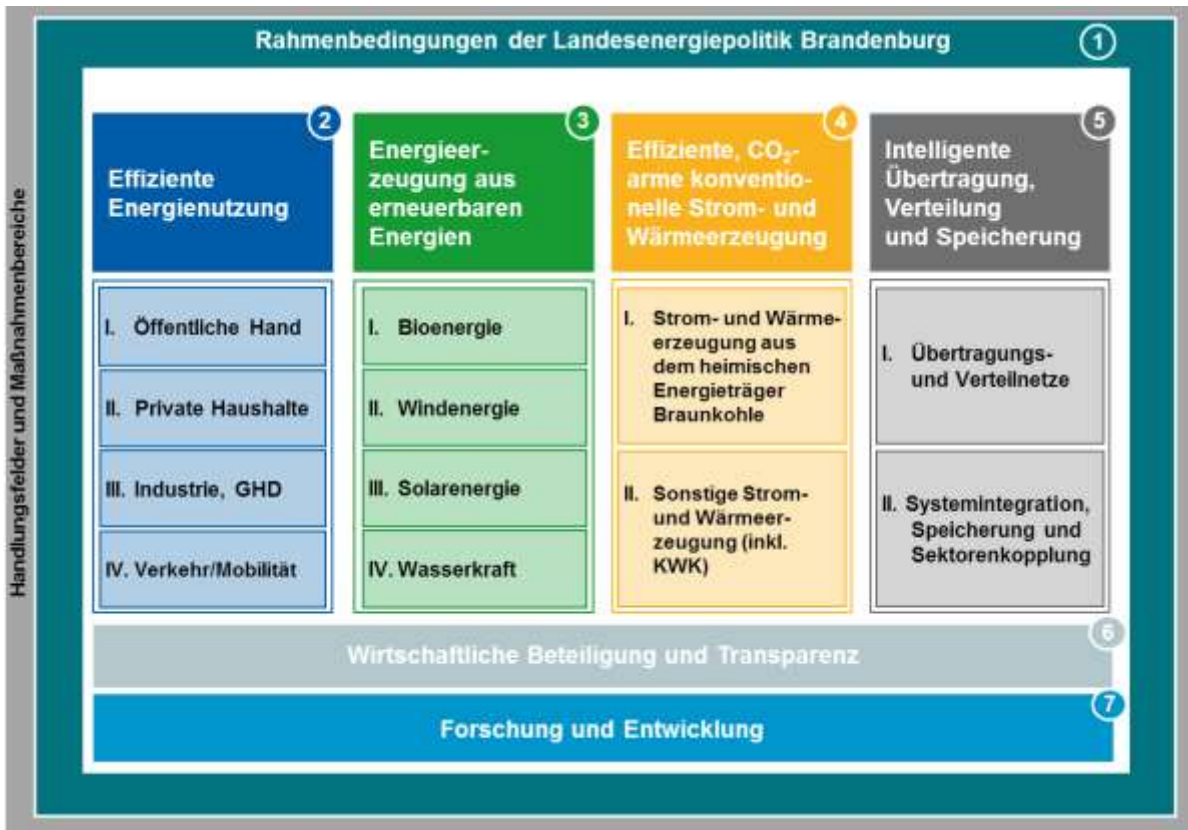 Rahmenbedingungen der Landesenergiepolitik Brandenburg
1
Handlungsfelder und Maßnahmenbereiche
2
Effiziente
Energienutzung
I. Öffentliche Hand
II. Private Haushalte
III. Industrie, GHD
IV. Verkehr/Mobilität
3
Energieer-
zeugung aus
erneuerbaren
Energien
I. Bioenergie
II. Windenergie
III. Solarenergie
IV. Wasserkraft
4
Effiziente, CO₂-
arme konventio-
nelle Strom- und
Wärmeerzeugung
I. Strom- und Wärme-
erzeugung aus
dem heimischen
Energieträger
Braunkohle
II. Sonstige Strom-
und Wärmeer-
zeugung (inkl.
KWK)
5
Intelligente
Übertragung,
Verteilung
und Speicherung
I. Übertragungs-
und Verteilnetze
II. Systemintegration,
Speicherung und
Sektorenkopplung
6
Wirtschaftliche Beteiligung und Transparenz
7
Forschung und Entwicklung